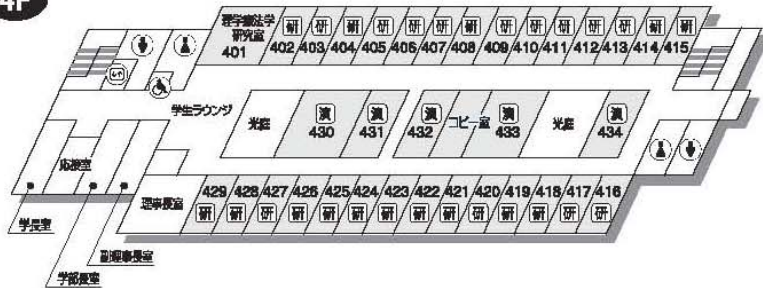 4F
理学療法学
研究室
401
研 研 研 研 研 研 研 研 研 研 研 研 研 研
402 403 404 405 406 407 408 409 410 411 412 413 414 415
学生ラウンジ
光庭
演
430
演
431
演
432
コピー室
演
433
光庭
演
434
応接室
理事長室
429 428 427 426 425 424 423 422 421 420 419 418 417 416
研 研 研 研 研 研 研 研 研 研 研 研 研 研
学長室
副理事長室
学部長室